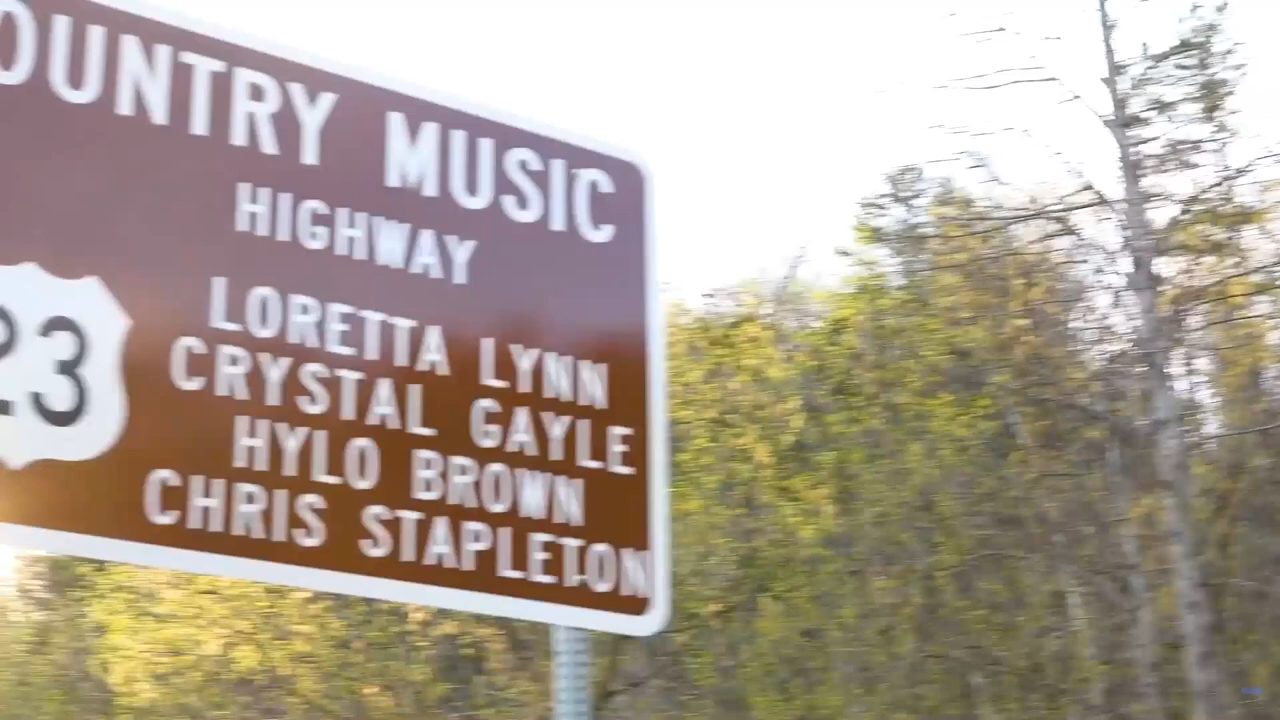 OUNTRY MUSIC
HIGHWAY
23
LORETTA LYNN
CRYSTAL GAYLE
HYLO BROWN
CHRIS STAPLETON